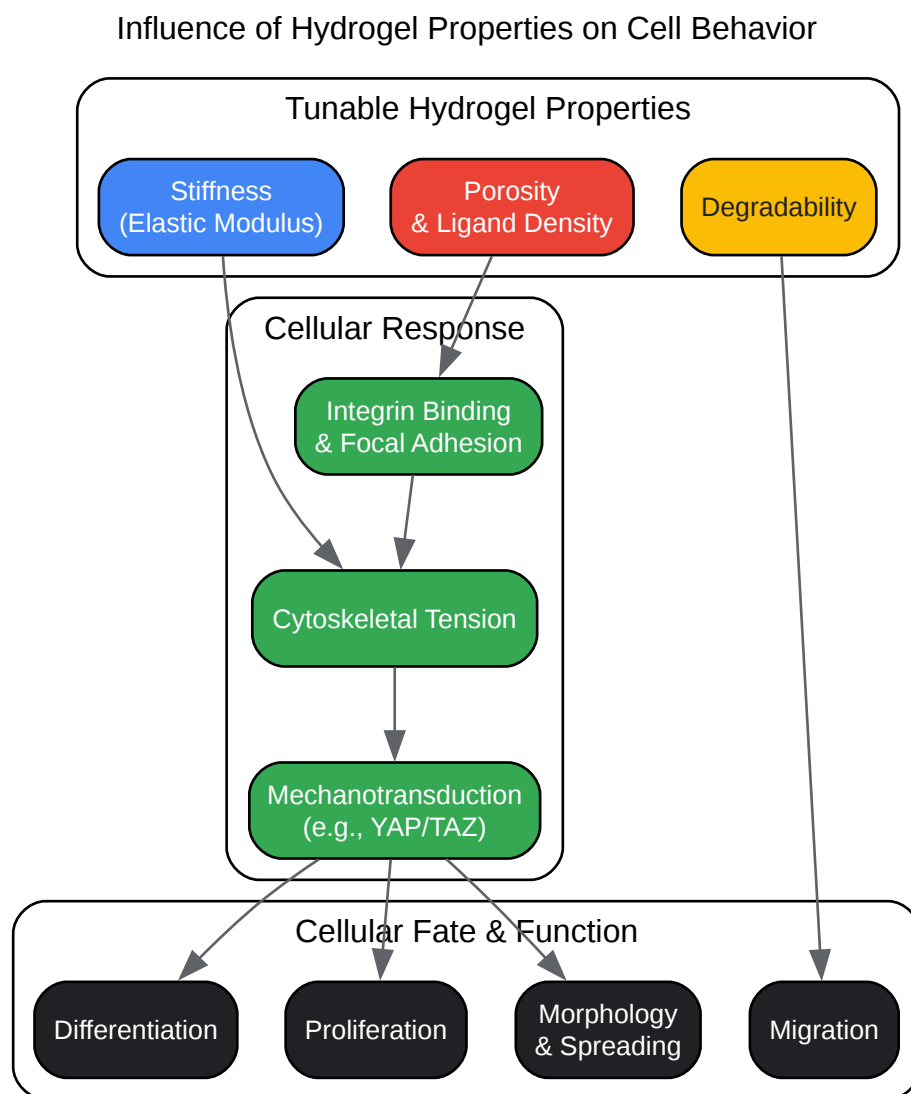 Influence of Hydrogel Properties on Cell Behavior
Tunable Hydrogel Properties
Stiffness
(Elastic Modulus)
Porosity
& Ligand Density
Degradability
Cellular Response
Integrin Binding
& Focal Adhesion
Cytoskeletal Tension
Mechanotransduction
(e.g., YAP/TAZ)
Cellular Fate & Function
Differentiation
Proliferation
Morphology
& Spreading
Migration